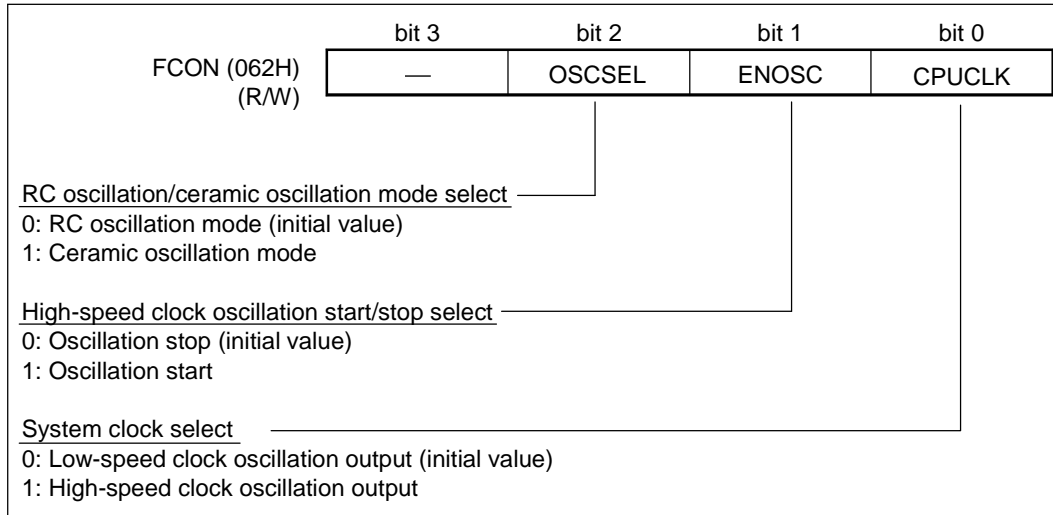 bit 3 bit 2 bit 1 bit 0
FCON (062H) — OSCSEL ENOSC CPUCLK
(R/W)
RC oscillation/ceramic oscillation mode select
0: RC oscillation mode (initial value)
1: Ceramic oscillation mode
High-speed clock oscillation start/stop select
0: Oscillation stop (initial value)
1: Oscillation start
System clock select
0: Low-speed clock oscillation output (initial value)
1: High-speed clock oscillation output